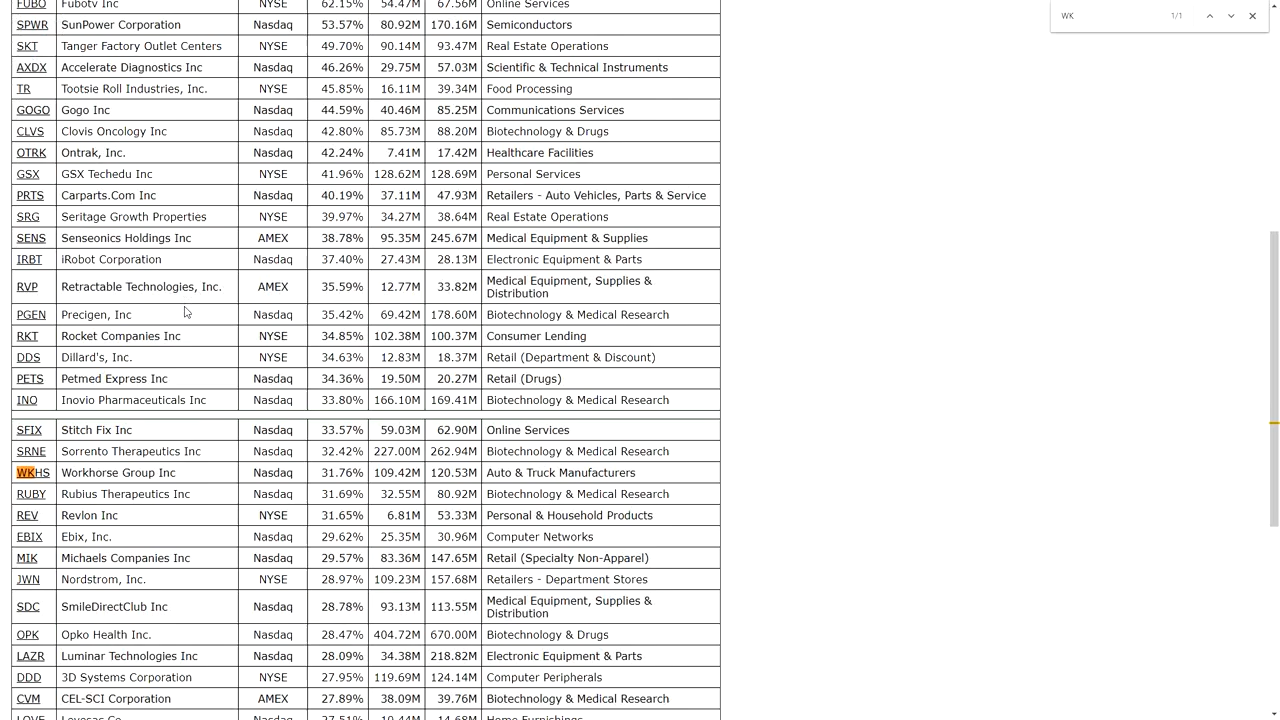 WK 1/1
FUBO Fubotv Inc NYSE 62.15% 54.47M 67.56M Online Services
SPWR SunPower Corporation Nasdaq 53.57% 80.92M 170.16M Semiconductors
SKT Tanger Factory Outlet Centers NYSE 49.70% 90.14M 93.47M Real Estate Operations
AXDX Accelerate Diagnostics Inc Nasdaq 46.26% 29.75M 57.03M Scientific & Technical Instruments
TR Tootsie Roll Industries, Inc. NYSE 45.85% 16.11M 39.34M Food Processing
GOGO Gogo Inc Nasdaq 44.59% 40.46M 85.25M Communications Services
CLVS Clovis Oncology Inc Nasdaq 42.80% 85.73M 88.20M Biotechnology & Drugs
OTRK Ontrak, Inc. Nasdaq 42.24% 7.41M 17.42M Healthcare Facilities
GSX GSX Techedu Inc NYSE 41.96% 128.62M 128.69M Personal Services
PRTS Carparts.Com Inc Nasdaq 40.19% 37.11M 47.93M Retailers - Auto Vehicles, Parts & Service
SRG Seritage Growth Properties NYSE 39.97% 34.27M 38.64M Real Estate Operations
SENS Senseonics Holdings Inc AMEX 38.78% 95.35M 245.67M Medical Equipment & Supplies
IRBT iRobot Corporation Nasdaq 37.40% 27.43M 28.13M Electronic Equipment & Parts
RVP Retractable Technologies, Inc. AMEX 35.59% 12.77M 33.82M Medical Equipment, Supplies &
Distribution
PGEN Precigen, Inc Nasdaq 35.42% 69.42M 178.60M Biotechnology & Medical Research
RKT Rocket Companies Inc NYSE 34.85% 102.38M 100.37M Consumer Lending
DDS Dillard's, Inc. NYSE 34.63% 12.83M 18.37M Retail (Department & Discount)
PETS Petmed Express Inc Nasdaq 34.36% 19.50M 20.27M Retail (Drugs)
INO Inovio Pharmaceuticals Inc Nasdaq 33.80% 166.10M 169.41M Biotechnology & Medical Research
SFIX Stitch Fix Inc Nasdaq 33.57% 59.03M 62.90M Online Services
SRNE Sorrento Therapeutics Inc Nasdaq 32.42% 227.00M 262.94M Biotechnology & Medical Research
WKHS Workhorse Group Inc Nasdaq 31.76% 109.42M 120.53M Auto & Truck Manufacturers
RUBY Rubius Therapeutics Inc Nasdaq 31.69% 32.55M 80.92M Biotechnology & Medical Research
REV Revlon Inc NYSE 31.65% 6.81M 53.33M Personal & Household Products
EBIX Ebix, Inc. Nasdaq 29.62% 25.35M 30.96M Computer Networks
MIK Michaels Companies Inc Nasdaq 29.57% 83.36M 147.65M Retail (Specialty Non-Apparel)
JWN Nordstrom, Inc. NYSE 28.97% 109.23M 157.68M Retailers - Department Stores
SDC SmileDirectClub Inc Nasdaq 28.78% 93.13M 113.55M Medical Equipment, Supplies &
Distribution
OPK Opko Health Inc. Nasdaq 28.47% 404.72M 670.00M Biotechnology & Drugs
LAZR Luminar Technologies Inc Nasdaq 28.09% 34.38M 218.82M Electronic Equipment & Parts
DDD 3D Systems Corporation NYSE 27.95% 119.69M 124.14M Computer Peripherals
CVM CEL-SCI Corporation AMEX 27.89% 38.09M 39.76M Biotechnology & Medical Research
LOVE Lovesac Co Nasdaq 27.51% 10.44M 14.68M Home Furnishings